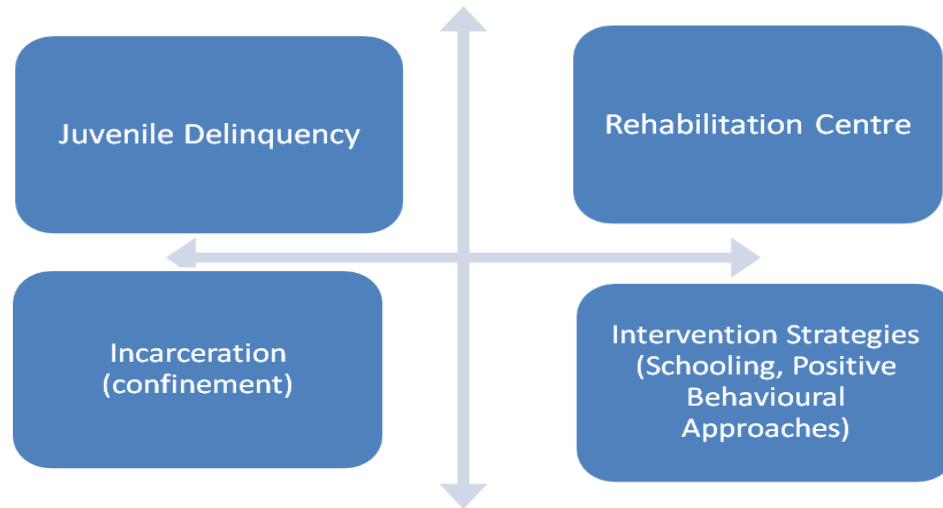 Juvenile Delinquency
Rehabilitation Centre
Incarceration
(confinement)
Intervention Strategies
(Schooling, Positive
Behavioural
Approaches)